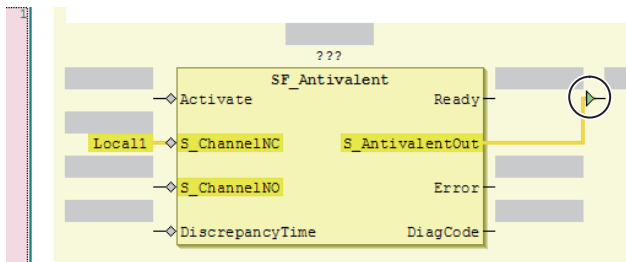 1
???
SF_Antivalent
Activate Ready
Local1 S_ChannelNC S_AntivalentOut
S_ChannelNO Error
DiscrepancyTime DiagCode